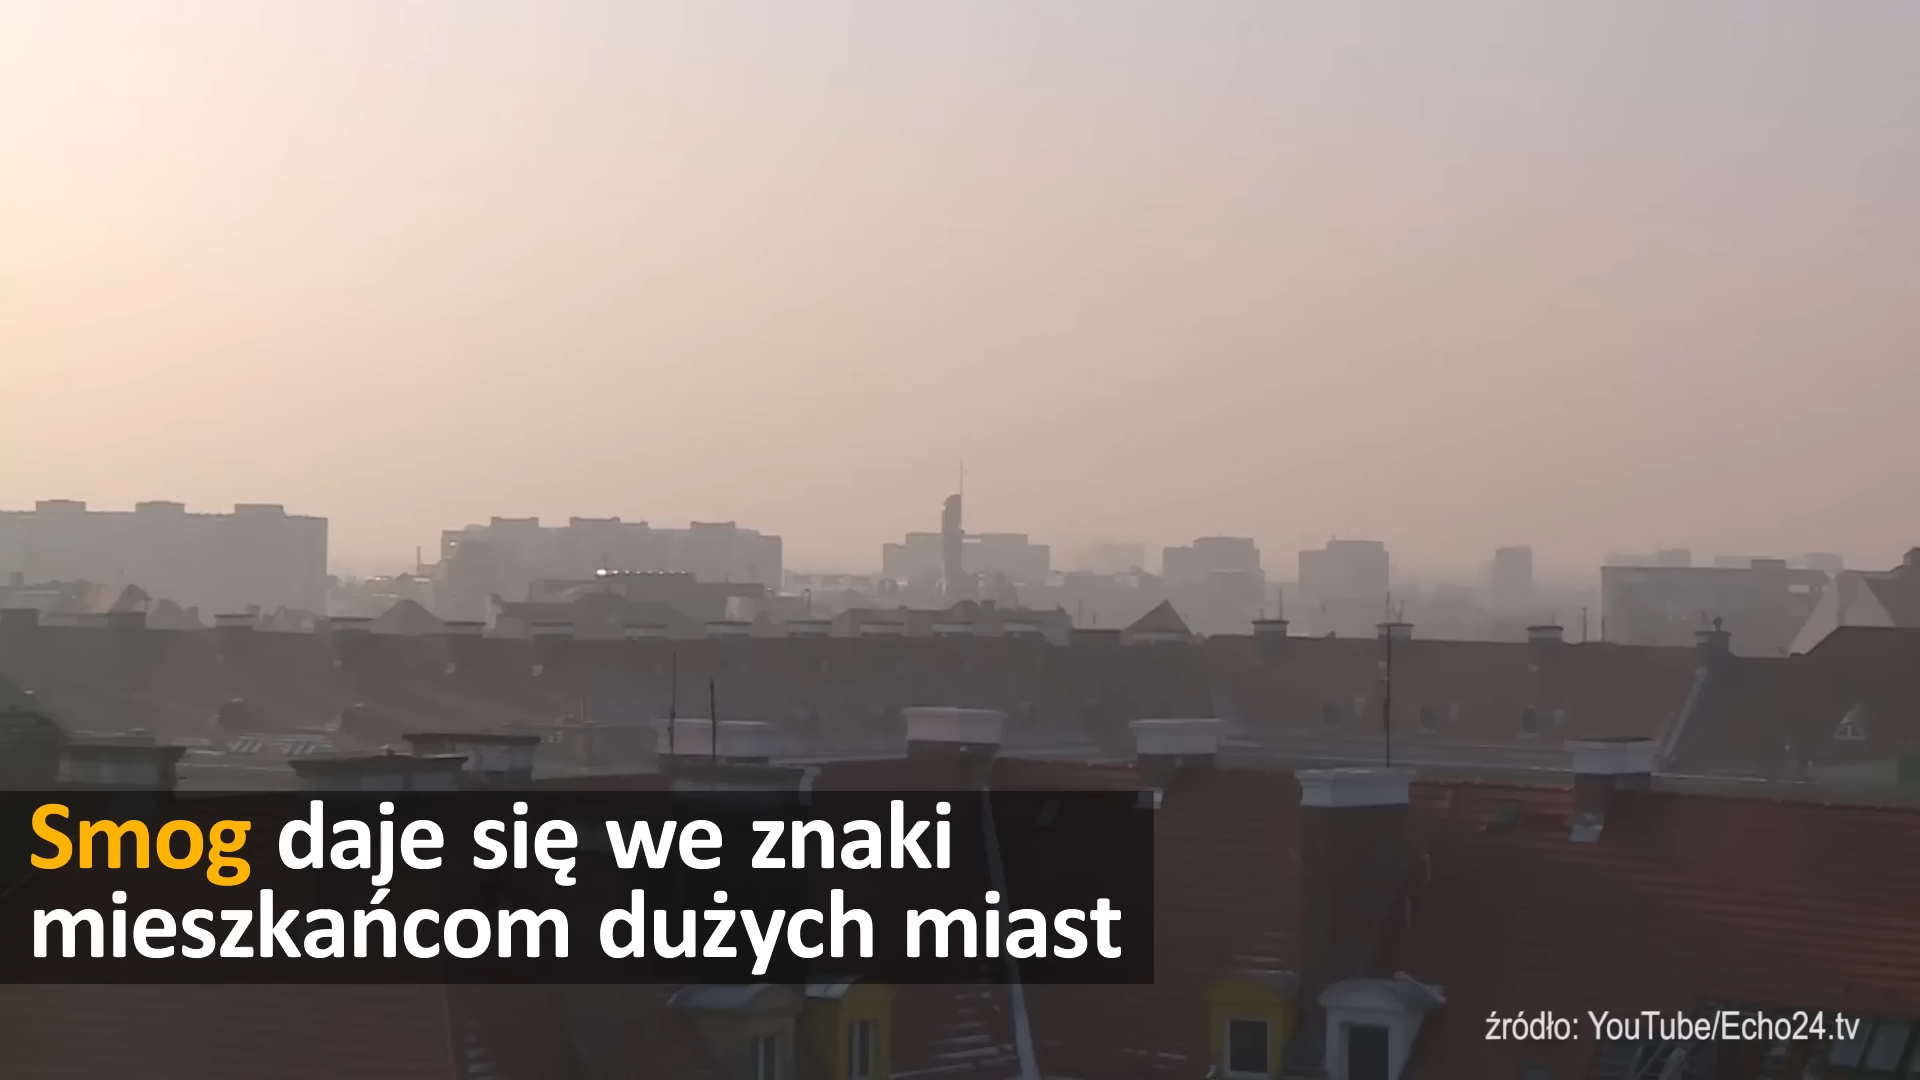 Smog daje się we znaki
mieszkańcom dużych miast
źródło: YouTube/Echo24.tv